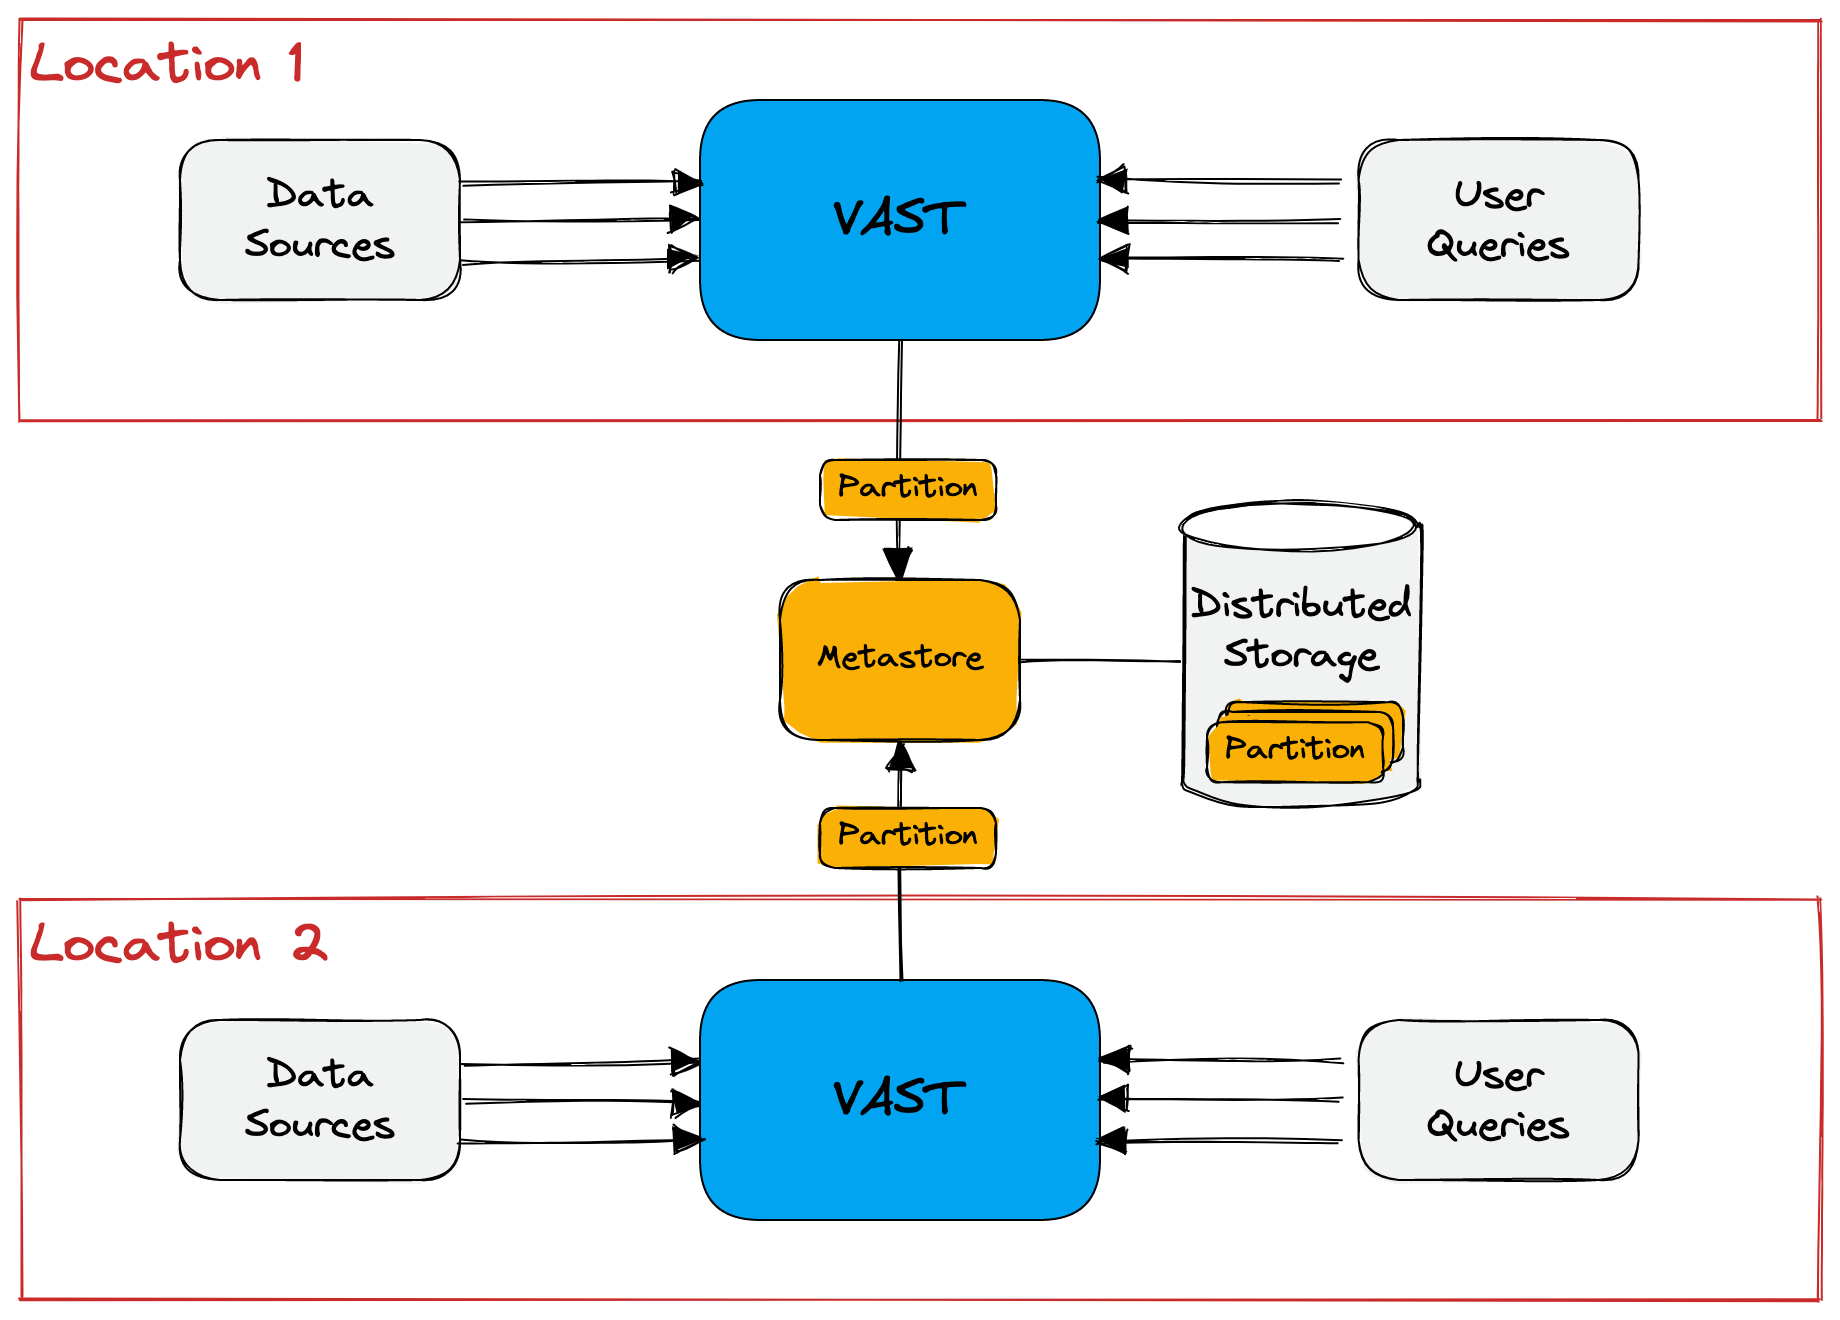 Location 1
Data
Sources
VAST
User
Queries
Partition
Metastore
Distributed
Storage
Partition
Partition
Location 2
Data
Sources
VAST
User
Queries